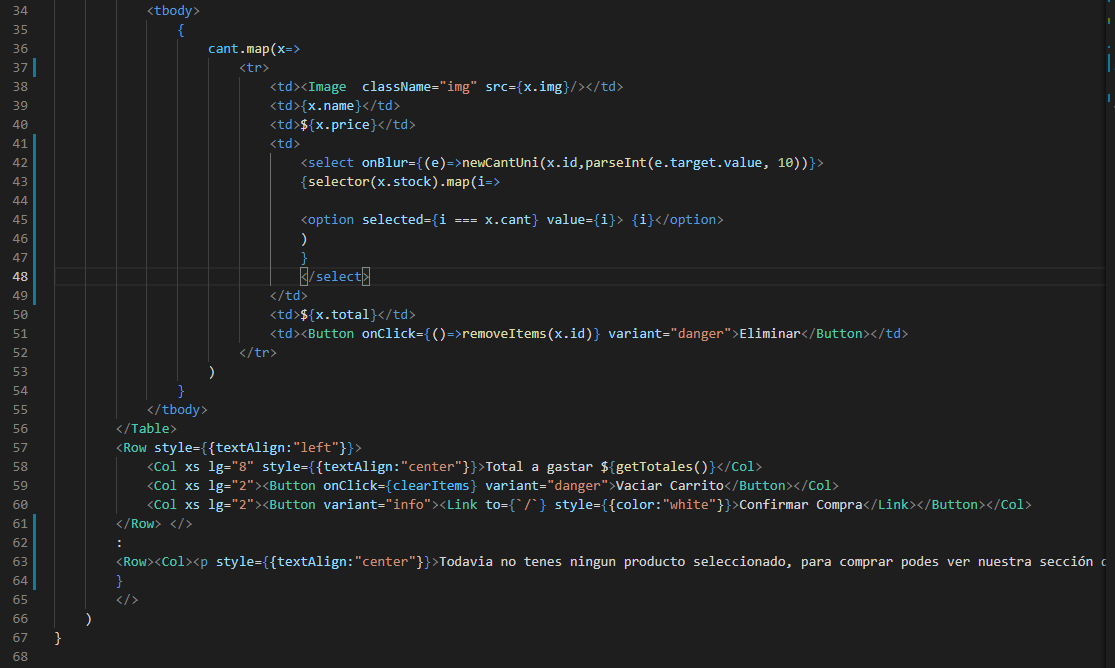 34 <tbody>
35 {
36 cant.map(x=>
37 <tr>
38 <td><Image  className="img" src={x.img}/></td>
39 <td>{x.name}</td>
40 <td>${x.price}</td>
41 <td>
42 <select onBlur={(e)=>newCantUni(x.id,parseInt(e.target.value, 10))}>
43 {selector(x.stock).map(i=>
44
45 <option selected={i === x.cant} value={i}> {i}</option>
46 )
47 }
48 </select>
49 </td>
50 <td>${x.total}</td>
51 <td><Button onClick={()=>removeItems(x.id)} variant="danger">Eliminar</Button></td>
52 </tr>
53 )
54 }
55 </tbody>
56 </Table>
57 <Row style={{textAlign:"left"}}>
58 <Col xs lg="8" style={{textAlign:"center"}}>Total a gastar ${getTotales()}</Col>
59 <Col xs lg="2"><Button onClick={clearItems} variant="danger">Vaciar Carrito</Button></Col>
60 <Col xs lg="2"><Button variant="info"><Link to={`/`} style={{color:"white"}}>Confirmar Compra</Link></Button></Col>
61 </Row> </>
62 :
63 <Row><Col><p style={{textAlign:"center"}}>Todavia no tenes ningun producto seleccionado, para comprar podes ver nuestra sección
64 }
65 </>
66 )
67 }
68